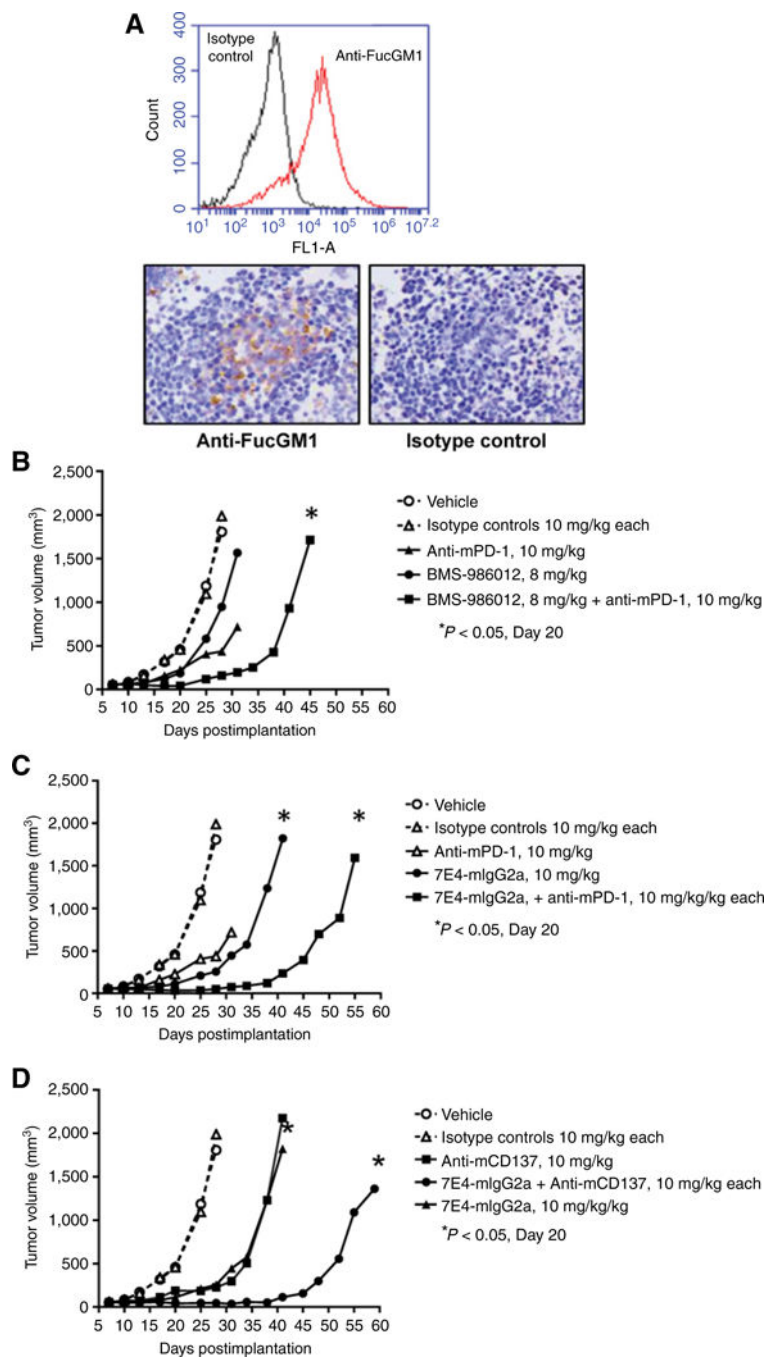 A
Isotype
control
Anti-FucGM1
Count
400
300
200
100
0
10¹ 10² 10³ 10⁴ 10⁵ 10⁶ 10⁷·²
FL1-A
Anti-FucGM1
Isotype control
B
Tumor volume (mm³)
2,500
2,000
1,500
1,000
500
0
5 10 15 20 25 30 35 40 45 50 55 60
Days postimplantation
*
Vehicle
Isotype controls 10 mg/kg each
Anti-mPD-1, 10 mg/kg
BMS-986012, 8 mg/kg
BMS-986012, 8 mg/kg + anti-mPD-1, 10 mg/kg
*P < 0.05, Day 20
C
Tumor volume (mm³)
2,500
2,000
1,500
1,000
500
0
5 10 15 20 25 30 35 40 45 50 55 60
Days postimplantation
* *
Vehicle
Isotype controls 10 mg/kg each
Anti-mPD-1, 10 mg/kg
7E4-mIgG2a, 10 mg/kg
7E4-mIgG2a, + anti-mPD-1, 10 mg/kg/kg each
*P < 0.05, Day 20
D
Tumor volume (mm³)
2,500
2,000
1,500
1,000
500
0
5 10 15 20 25 30 35 40 45 50 55 60
Days postimplantation
* *
Vehicle
Isotype controls 10 mg/kg each
Anti-mCD137, 10 mg/kg
7E4-mIgG2a + Anti-mCD137, 10 mg/kg each
7E4-mIgG2a, 10 mg/kg/kg
*P < 0.05, Day 20